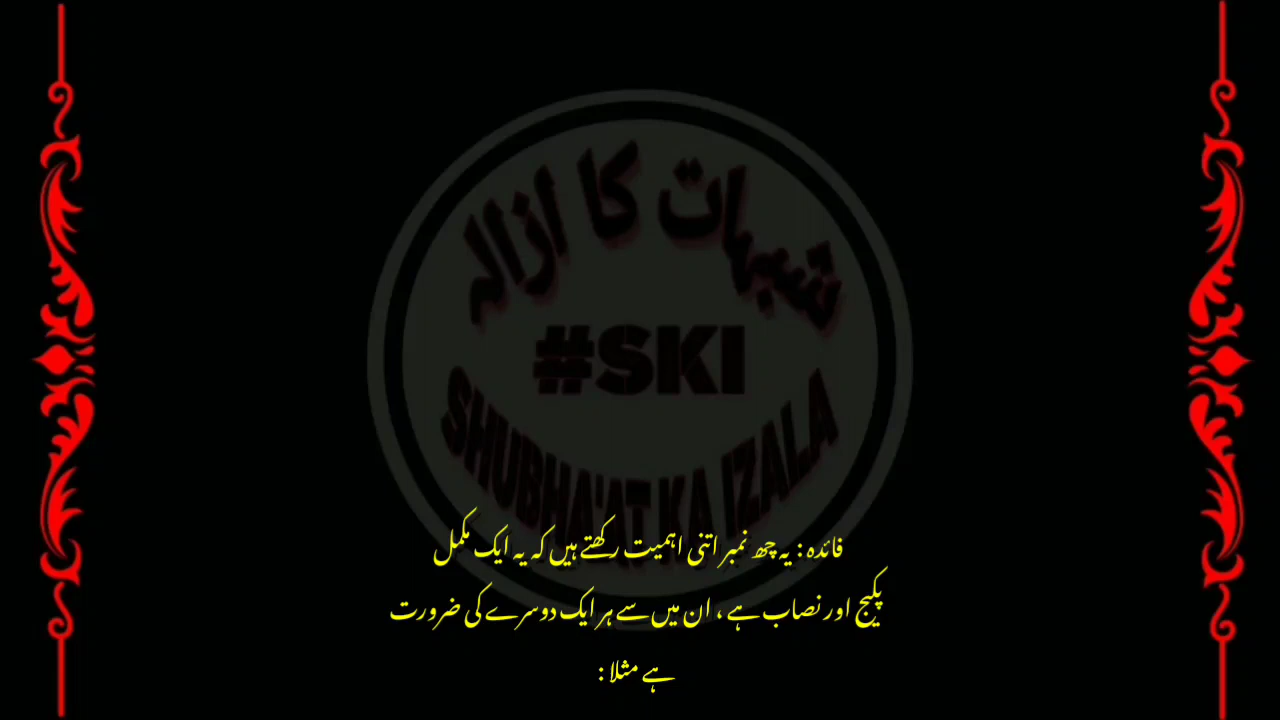 شبہات کا ازالہ
#SKI
SHUBHA'AT KA IZALA
فائدہ : یہ چھ نمبر اتنی اہمیت رکھتے ہیں کہ یہ ایک مکمل
پکیج اور نصاب ہے ، ان میں سے ہر ایک دوسرے کی ضرورت
ہے مثلا :